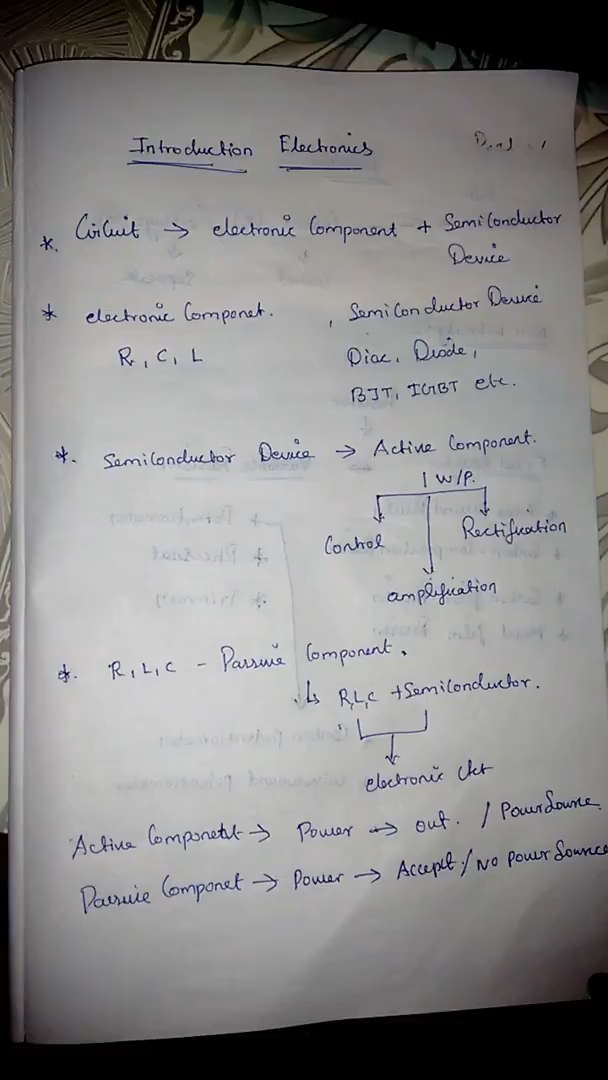 Introduction Electronics
* Circuit → electronic Component + Semiconductor
Device
* electronic Componet. , Semiconductor Device
R, C, L Diac, Diode,
BJT, IGBT etc.
* Semiconductor Device → Active Component.
W/P.
Control Rectification
amplification
* R, L, C - Passive Component.
↳ R,L,C + Semiconductor.
electronic ckt
Active Component → Power → out. / Power Source
Passive Componet → Power → Accept / No power Source